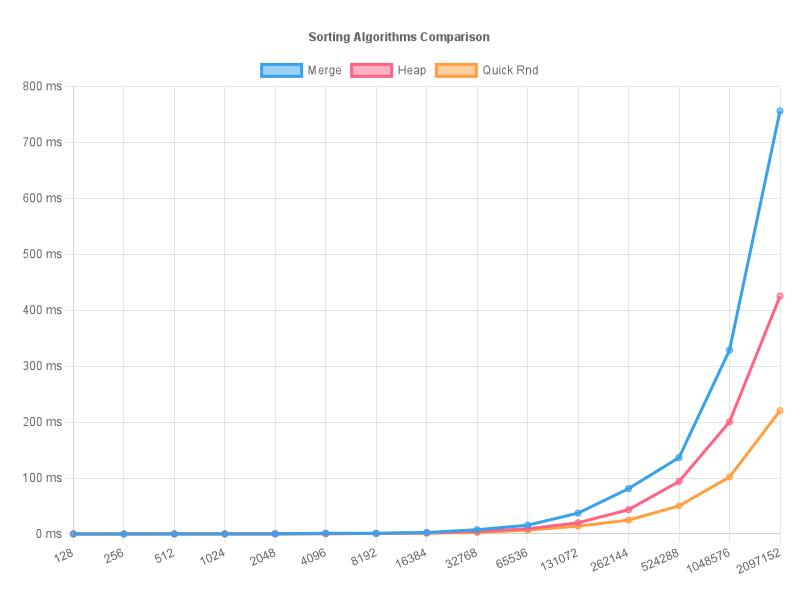 Sorting Algorithms Comparison
Merge Heap Quick Rnd
800 ms
700 ms
600 ms
500 ms
400 ms
300 ms
200 ms
100 ms
0 ms
128 256 512 1024 2048 4096 8192 16384 32768 65536 131072 262144 524288 1048576 2097152